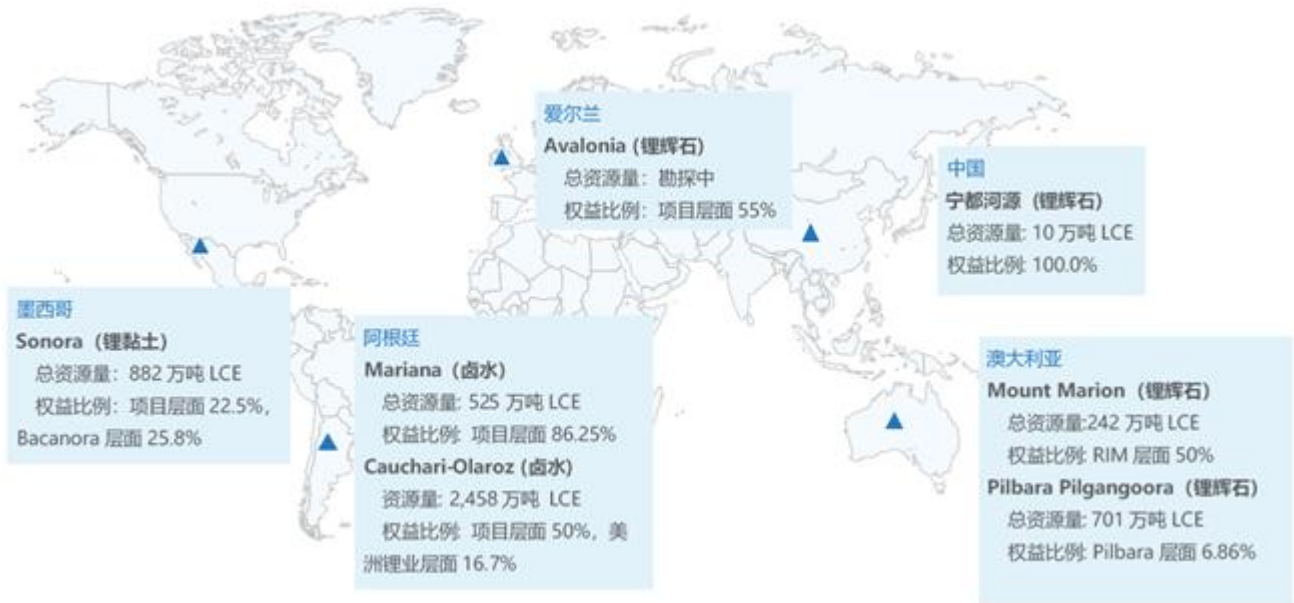 爱尔兰
Avalonia (锂辉石)
总资源量：勘探中
权益比例：项目层面 55%
中国
宁都河源（锂辉石）
总资源量: 10 万吨 LCE
权益比例: 100.0%
墨西哥
Sonora（锂黏土）
总资源量：882 万吨 LCE
权益比例：项目层面 22.5%，
Bacanora 层面 25.8%
阿根廷
Mariana（卤水）
总资源量: 525 万吨 LCE
权益比例: 项目层面 86.25%
Cauchari-Olaroz (卤水)
资源量: 2,458 万吨 LCE
权益比例: 项目层面 50%，美
洲锂业层面 16.7%
澳大利亚
Mount Marion（锂辉石）
总资源量:242 万吨 LCE
权益比例: RIM 层面 50%
Pilbara Pilgangoora（锂辉石）
总资源量: 701 万吨 LCE
权益比例: Pilbara 层面 6.86%